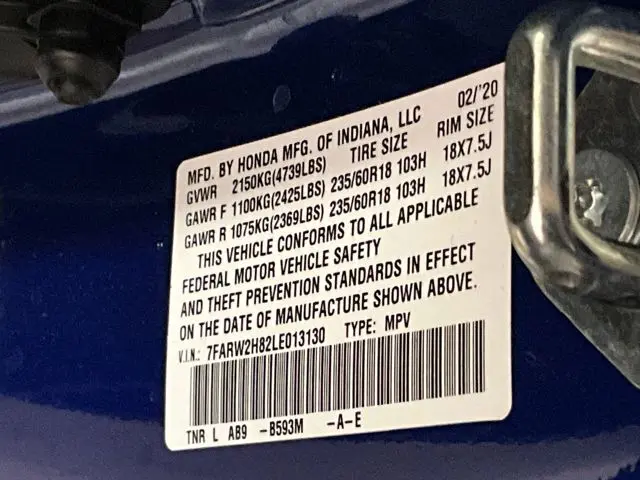 MFD. BY HONDA MFG. OF INDIANA, LLC 02/'20
GVWR 2150KG(4739LBS) TIRE SIZE RIM SIZE
GAWR F 1100KG(2425LBS) 235/60R18 103H 18X7.5J
GAWR R 1075KG(2369LBS) 235/60R18 103H 18X7.5J
THIS VEHICLE CONFORMS TO ALL APPLICABLE
FEDERAL MOTOR VEHICLE SAFETY
AND THEFT PREVENTION STANDARDS IN EFFECT
ON THE DATE OF MANUFACTURE SHOWN ABOVE.
V.I.N.: 7FARW2H82LE013130 TYPE: MPV
TNR L AB9 -B593M -A-E